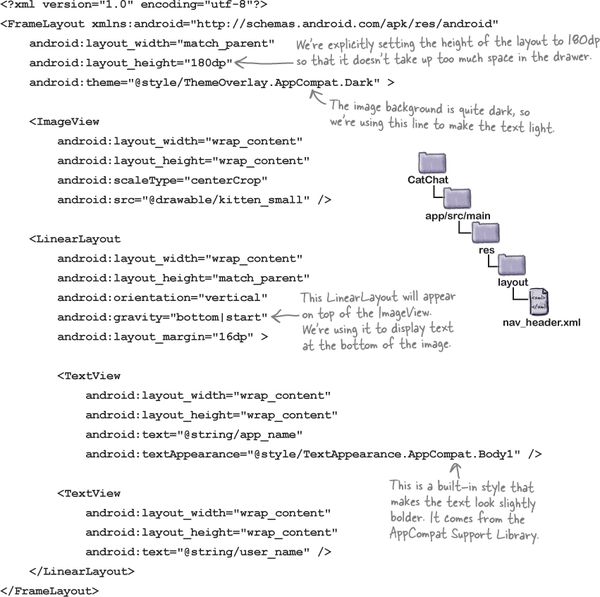 <?xml version="1.0" encoding="utf-8"?>
<FrameLayout xmlns:android="http://schemas.android.com/apk/res/android"
android:layout_width="match_parent"
android:layout_height="180dp"
android:theme="@style/ThemeOverlay.AppCompat.Dark" >
We're explicitly setting the height of the layout to 180dp
so that it doesn't take up too much space in the drawer.
The image background is quite dark, so
we're using this line to make the text light.
<ImageView
android:layout_width="wrap_content"
android:layout_height="wrap_content"
android:scaleType="centerCrop"
android:src="@drawable/kitten_small" />
CatChat
app/src/main
res
layout
<xml>
</xml>
nav_header.xml
<LinearLayout
android:layout_width="wrap_content"
android:layout_height="match_parent"
android:orientation="vertical"
android:gravity="bottom|start"
android:layout_margin="16dp" >
This LinearLayout will appear
on top of the ImageView.
We're using it to display text
at the bottom of the image.
<TextView
android:layout_width="wrap_content"
android:layout_height="wrap_content"
android:text="@string/app_name"
android:textAppearance="@style/TextAppearance.AppCompat.Body1" />
This is a built-in style that
makes the text look slightly
bolder. It comes from the
AppCompat Support Library.
<TextView
android:layout_width="wrap_content"
android:layout_height="wrap_content"
android:text="@string/user_name" />
</LinearLayout>
</FrameLayout>